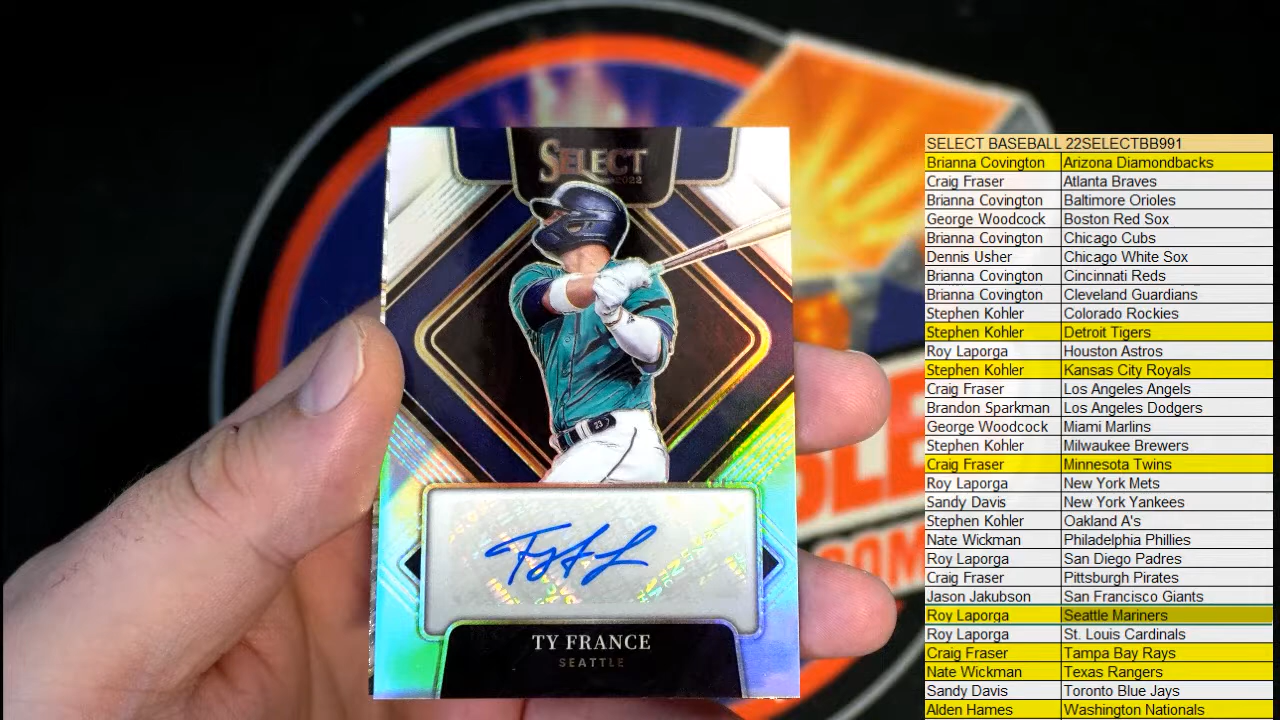 SELECT
2022
23
TY FRANCE
SEATTLE
SELECT BASEBALL 22SELECTBB991
Brianna Covington Arizona Diamondbacks
Craig Fraser Atlanta Braves
Brianna Covington Baltimore Orioles
George Woodcock Boston Red Sox
Brianna Covington Chicago Cubs
Dennis Usher Chicago White Sox
Brianna Covington Cincinnati Reds
Brianna Covington Cleveland Guardians
Stephen Kohler Colorado Rockies
Stephen Kohler Detroit Tigers
Roy Laporga Houston Astros
Stephen Kohler Kansas City Royals
Craig Fraser Los Angeles Angels
Brandon Sparkman Los Angeles Dodgers
George Woodcock Miami Marlins
Stephen Kohler Milwaukee Brewers
Craig Fraser Minnesota Twins
Roy Laporga New York Mets
Sandy Davis New York Yankees
Stephen Kohler Oakland A's
Nate Wickman Philadelphia Phillies
Roy Laporga San Diego Padres
Craig Fraser Pittsburgh Pirates
Jason Jakubson San Francisco Giants
Roy Laporga Seattle Mariners
Roy Laporga St. Louis Cardinals
Craig Fraser Tampa Bay Rays
Nate Wickman Texas Rangers
Sandy Davis Toronto Blue Jays
Alden Hames Washington Nationals